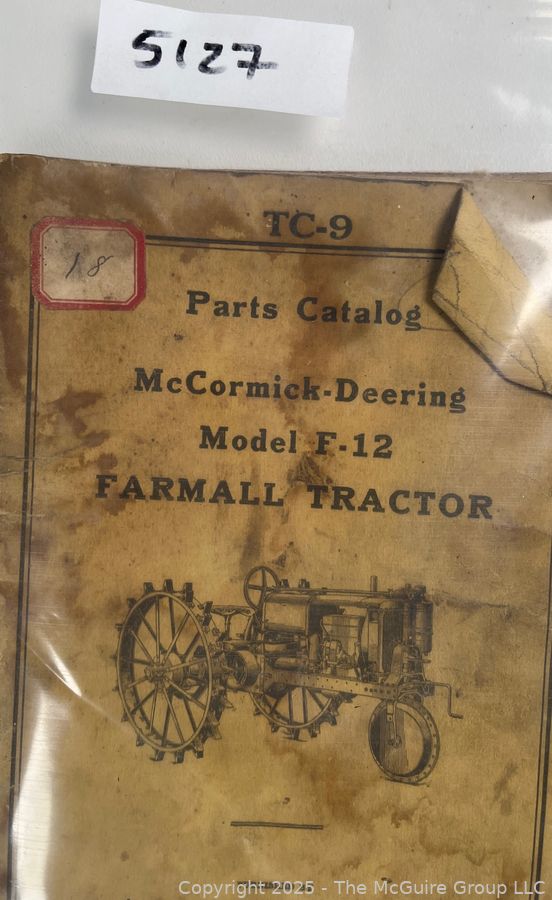 5127
TC-9
18
Parts Catalog
McCormick-Deering
Model F-12
FARMALL TRACTOR
Copyright 2025 - The McGuire Group LLC